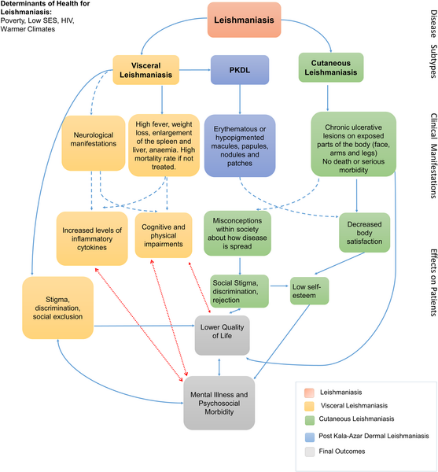 Determinants of Health for
Leishmaniasis:
Poverty, Low SES, HIV,
Warmer Climates
Leishmaniasis
Disease Subtypes
Visceral
Leishmaniasis
PKDL
Cutaneous
Leishmaniasis
Clinical Manifestations
Neurological
manifestations
High fever, weight
loss, enlargement of
the spleen and
liver, anaemia. High
mortality rate if not
treated.
Erythematous or
hypopigmented
macules, papules,
nodules and
patches
Chronic ulcerative
lesions on exposed
parts of the body (face,
arms and legs)
No death or serious
morbidity
Increased levels of
inflammatory
cytokines
Cognitive and
physical
impairments
Misconceptions
within society
about how disease
is spread
Decreased
body
satisfaction
Effects on Patients
Stigma,
discrimination,
social exclusion
Social Stigma,
discrimination,
rejection
Low self-
esteem
Lower Quality
of Life
Mental Illness and
Psychosocial
Morbidity
Leishmaniasis
Visceral Leishmaniasis
Cutaneous Leishmaniasis
Post Kala-Azar Dermal Leishmaniasis
Final Outcomes